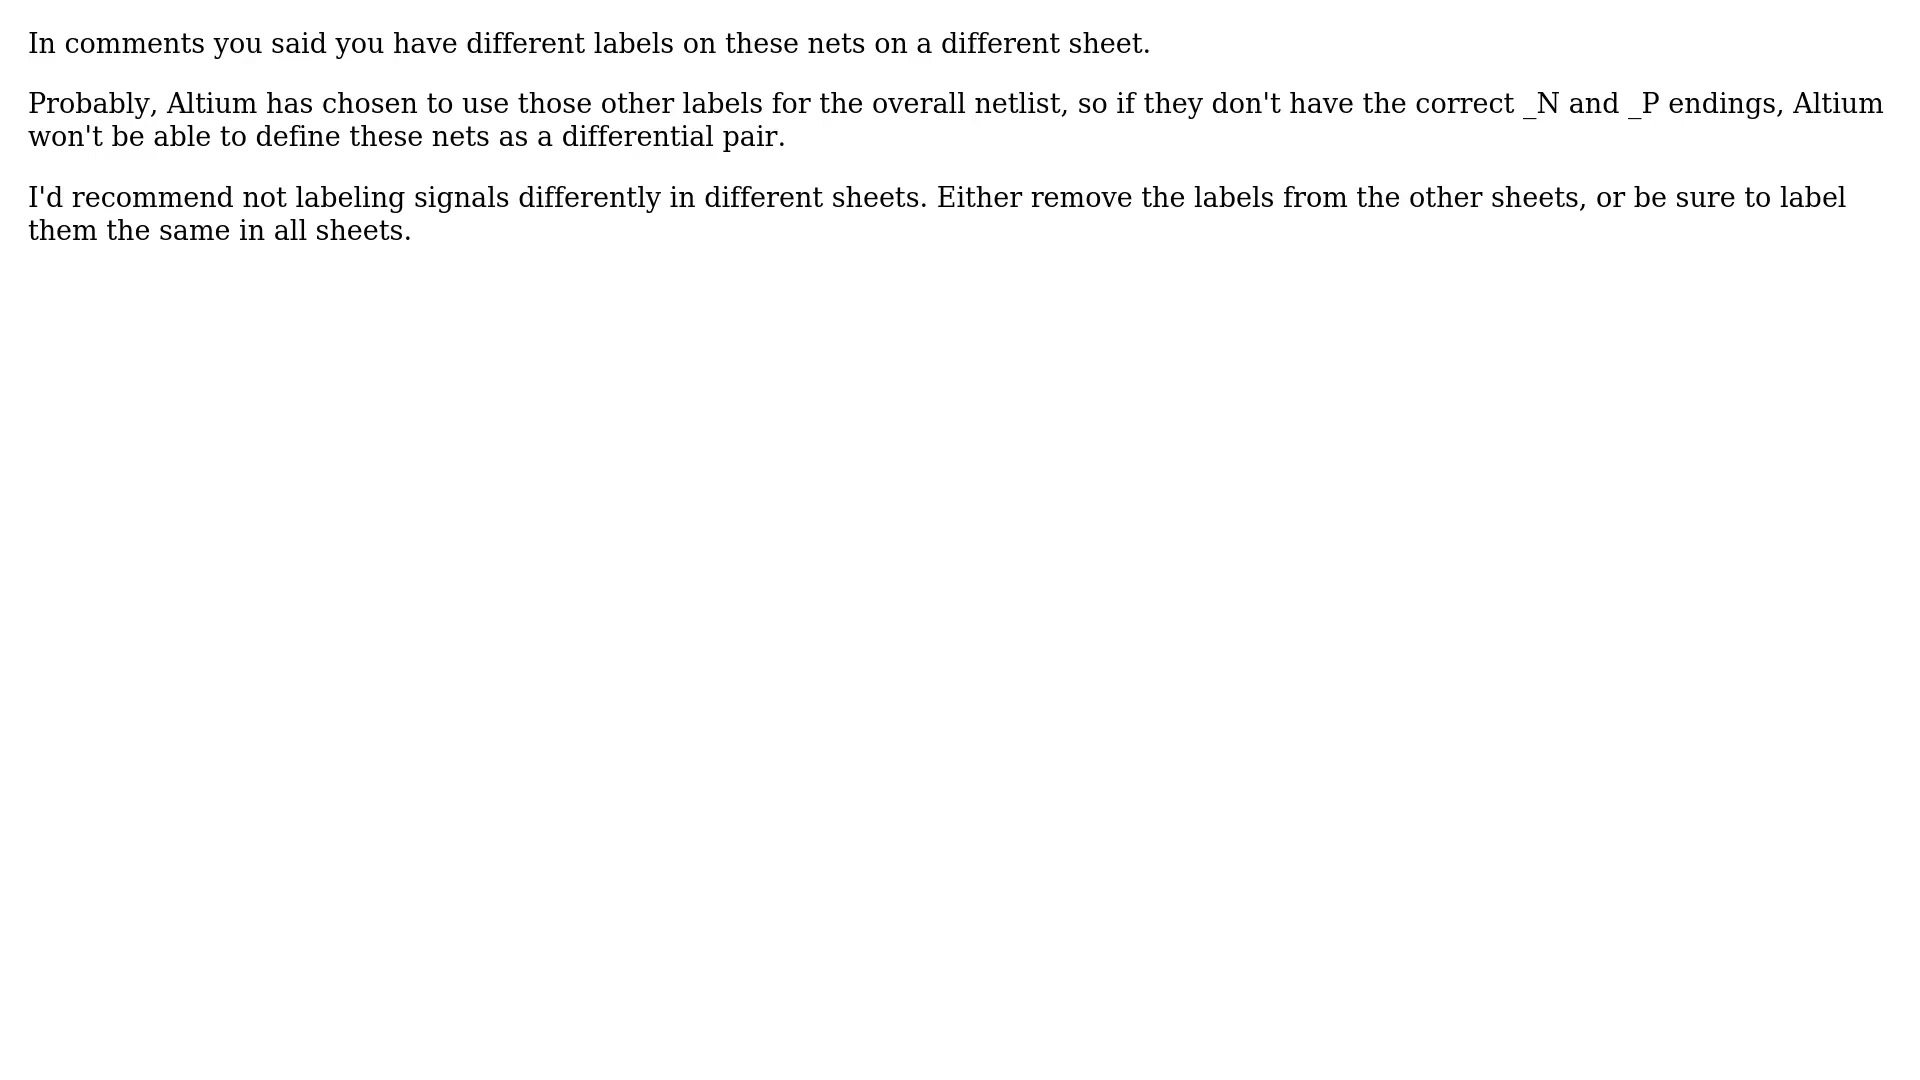 In comments you said you have different labels on these nets on a different sheet.
Probably, Altium has chosen to use those other labels for the overall netlist, so if they don't have the correct _N and _P endings, Altium
won't be able to define these nets as a differential pair.
I'd recommend not labeling signals differently in different sheets. Either remove the labels from the other sheets, or be sure to label
them the same in all sheets.